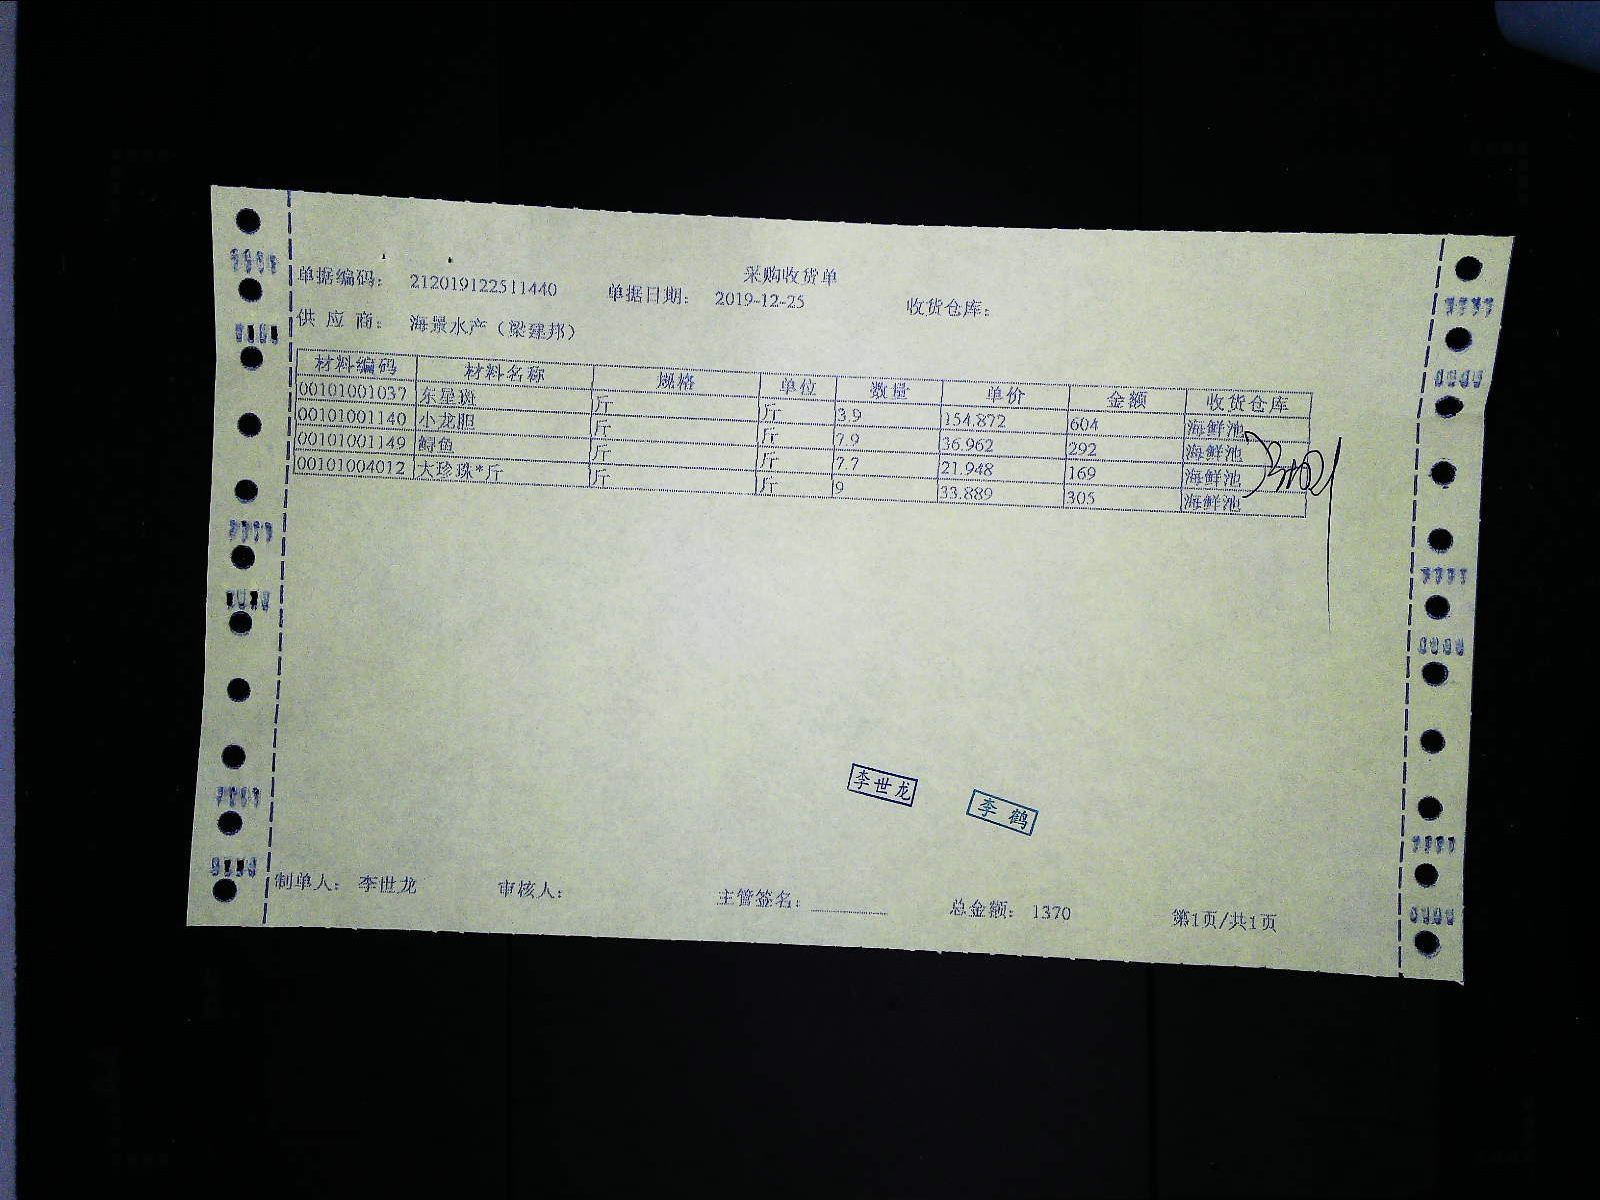 采购收货单
单据编码： 212019122511440 单据日期： 2019-12-25 收货仓库：
供 应 商： 海景水产（梁建邦）
材料编码 材料名称 规格 单位 数量 单价 金额 收货仓库
00101001037 东星斑 斤 斤 3.9 154.872 604 海鲜池
00101001140 小龙胆 斤 斤 7.9 36.962 292 海鲜池
00101001149 鲟鱼 斤 斤 7.7 21.948 169 海鲜池
00101004012 大珍珠*斤 斤 斤 9 33.889 305 海鲜池
李世龙
李 鹤
制单人： 李世龙 审核人： 主管签名： 总金额： 1370 第1页/共1页